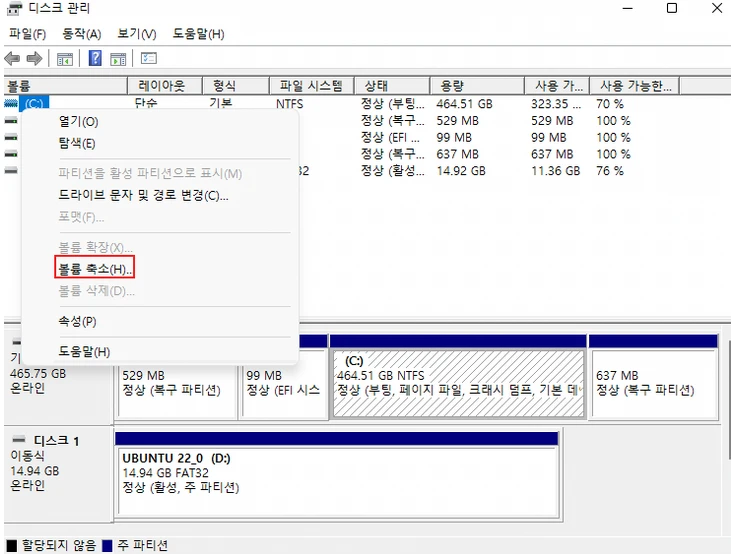 디스크 관리
파일(F) 동작(A) 보기(V) 도움말(H)
볼륨 레이아웃 형식 파일 시스템 상태 용량 사용 가... 사용 가능한...
(C:) 단순 기본 NTFS 정상 (부팅,... 464.51 GB 323.35 ... 70 %
정상 (복구... 529 MB 529 MB 100 %
정상 (EFI ... 99 MB 99 MB 100 %
정상 (복구... 637 MB 637 MB 100 %
32 정상 (활성... 14.92 GB 11.36 GB 76 %
열기(O)
탐색(E)
파티션을 활성 파티션으로 표시(M)
드라이브 문자 및 경로 변경(C)...
포맷(F)...
볼륨 확장(X)...
볼륨 축소(H)...
볼륨 삭제(D)...
속성(P)
도움말(H)
기
465.75 GB
온라인
529 MB
정상 (복구 파티션)
99 MB
정상 (EFI 시스
(C:)
464.51 GB NTFS
정상 (부팅, 페이지 파일, 크래시 덤프, 기본 데
637 MB
정상 (복구 파티션)
디스크 1
이동식
14.94 GB
온라인
UBUNTU 22_0 (D:)
14.94 GB FAT32
정상 (활성, 주 파티션)
할당되지 않음 주 파티션